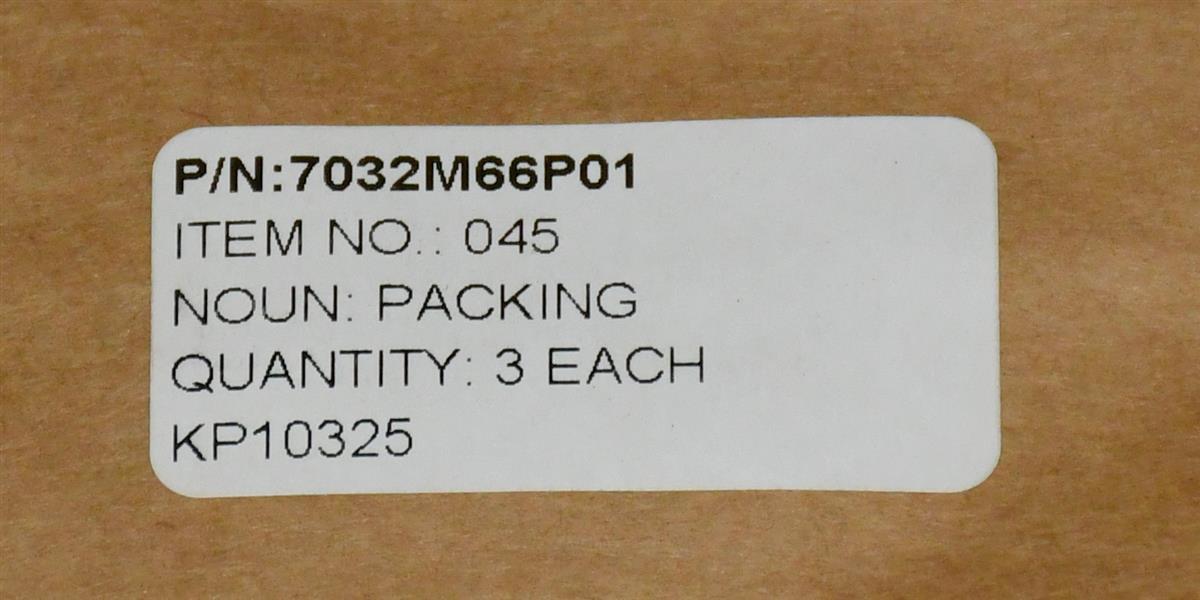 P/N:7032M66P01
ITEM NO.: 045
NOUN: PACKING
QUANTITY: 3 EACH
KP10325